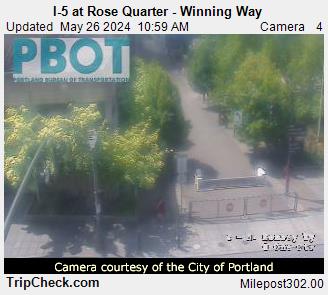 I-5 at Rose Quarter - Winning Way
Updated May 26 2024 10:59 AM Camera 4
PBOT
PORTLAND BUREAU OF TRANSPORTATION
Camera courtesy of the City of Portland
TripCheck.com Milepost302.00